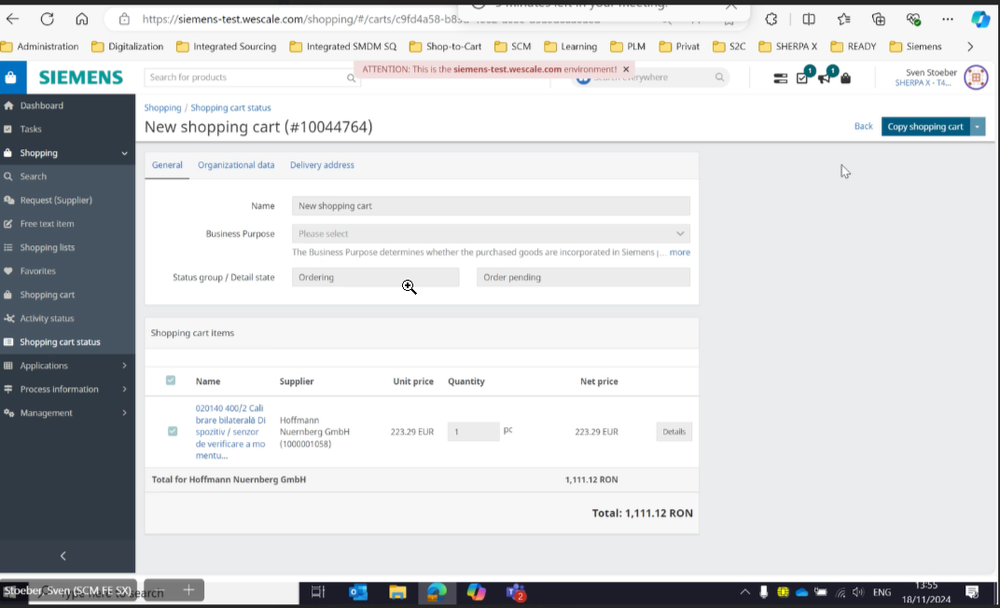 https://siemens-test.wescale.com/shopping/#/carts/c9fd4a58-
minutes left in your meeting.
Administration
Digitalization
Integrated Sourcing
Integrated SMDM SQ
Shop-to-Cart
SCM
Learning
PLM
Privat
S2C
SHERPA X
READY
Siemens
SIEMENS
Search for products
ATTENTION: This is the siemens-test.wescale.com environment! ×
Search everywhere
1
1
Sven Stoeber
SHERPA X - T4...
Dashboard
Tasks
Shopping
Search
Request (Supplier)
Free text item
Shopping lists
Favorites
Shopping cart
Activity status
Shopping cart status
Applications
Process information
Management
Shopping / Shopping cart status
New shopping cart (#10044764)
Back
Copy shopping cart
General
Organizational data
Delivery address
Name
New shopping cart
Business Purpose
Please select
The Business Purpose determines whether the purchased goods are incorporated in Siemens p... more
Status group / Detail state
Ordering
Order pending
Shopping cart items
Name
Supplier
Unit price
Quantity
Net price
020140 400/2 Cali
brare bilaterală Di
spozitiv / senzor
de verificare a mo
mentu...
Hoffmann
Nuernberg GmbH
(1000001058)
223.29 EUR
1
pc
223.29 EUR
Details
Total for Hoffmann Nuernberg GmbH
1,111.12 RON
Total: 1,111.12 RON
Stoeber, Sven (SCM FE SX)
Type here to search
2
ENG
13:55
18/11/2024